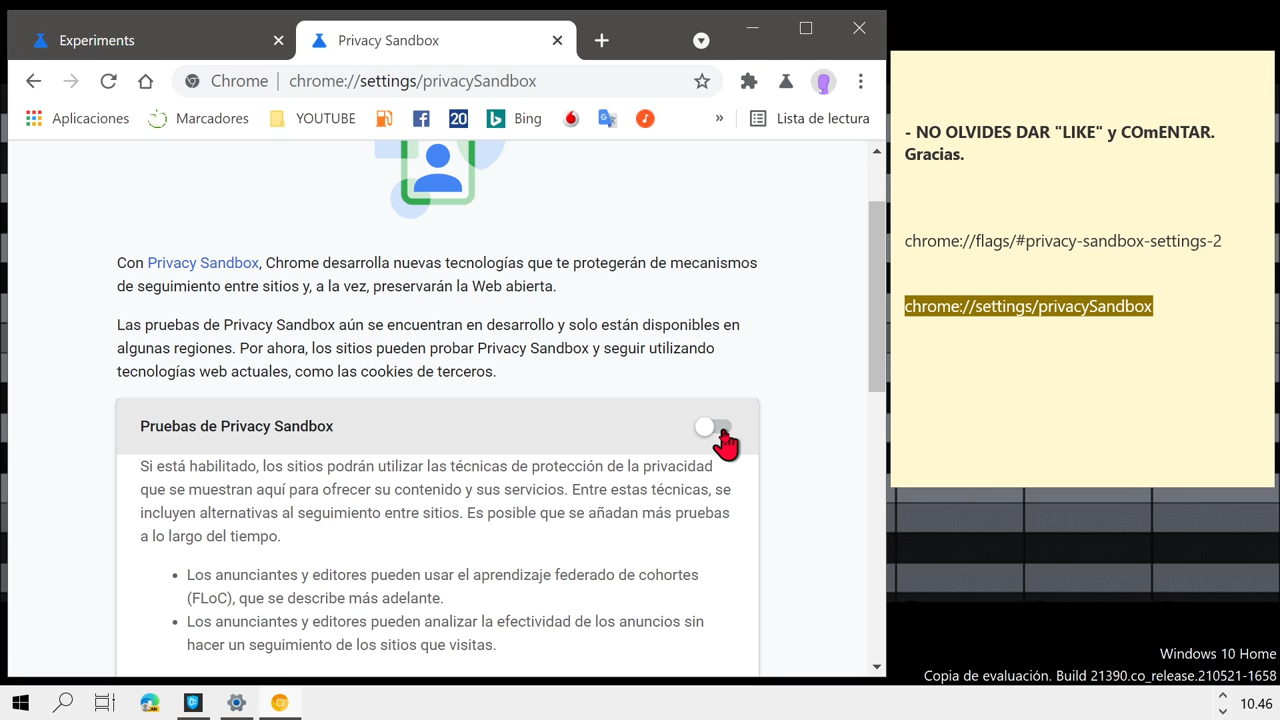 Experiments
Privacy Sandbox
Chrome
chrome://settings/privacySandbox
Aplicaciones
Marcadores
YOUTUBE
20
Bing
»
Lista de lectura
Con Privacy Sandbox, Chrome desarrolla nuevas tecnologías que te protegerán de mecanismos
de seguimiento entre sitios y, a la vez, preservarán la Web abierta.
Las pruebas de Privacy Sandbox aún se encuentran en desarrollo y solo están disponibles en
algunas regiones. Por ahora, los sitios pueden probar Privacy Sandbox y seguir utilizando
tecnologías web actuales, como las cookies de terceros.
Pruebas de Privacy Sandbox
Si está habilitado, los sitios podrán utilizar las técnicas de protección de la privacidad
que se muestran aquí para ofrecer su contenido y sus servicios. Entre estas técnicas, se
incluyen alternativas al seguimiento entre sitios. Es posible que se añadan más pruebas
a lo largo del tiempo.
• Los anunciantes y editores pueden usar el aprendizaje federado de cohortes
(FLoC), que se describe más adelante.
• Los anunciantes y editores pueden analizar la efectividad de los anuncios sin
hacer un seguimiento de los sitios que visitas.
- NO OLVIDES DAR "LIKE" y COmENTAR.
Gracias.
chrome://flags/#privacy-sandbox-settings-2
chrome://settings/privacySandbox
Windows 10 Home
Copia de evaluación. Build 21390.co_release.210521-1658
10.46